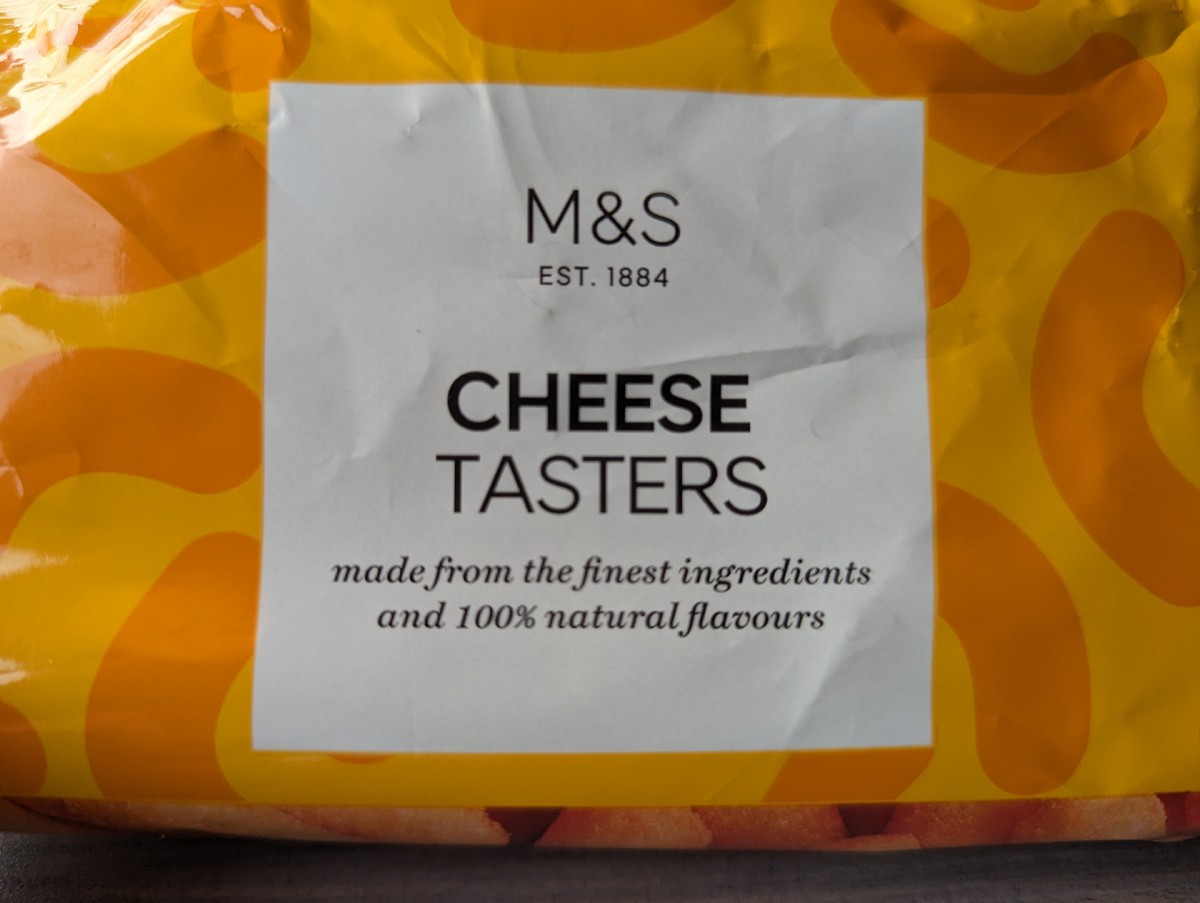 M&S
EST. 1884
CHEESE
TASTERS
made from the finest ingredients
and 100% natural flavours